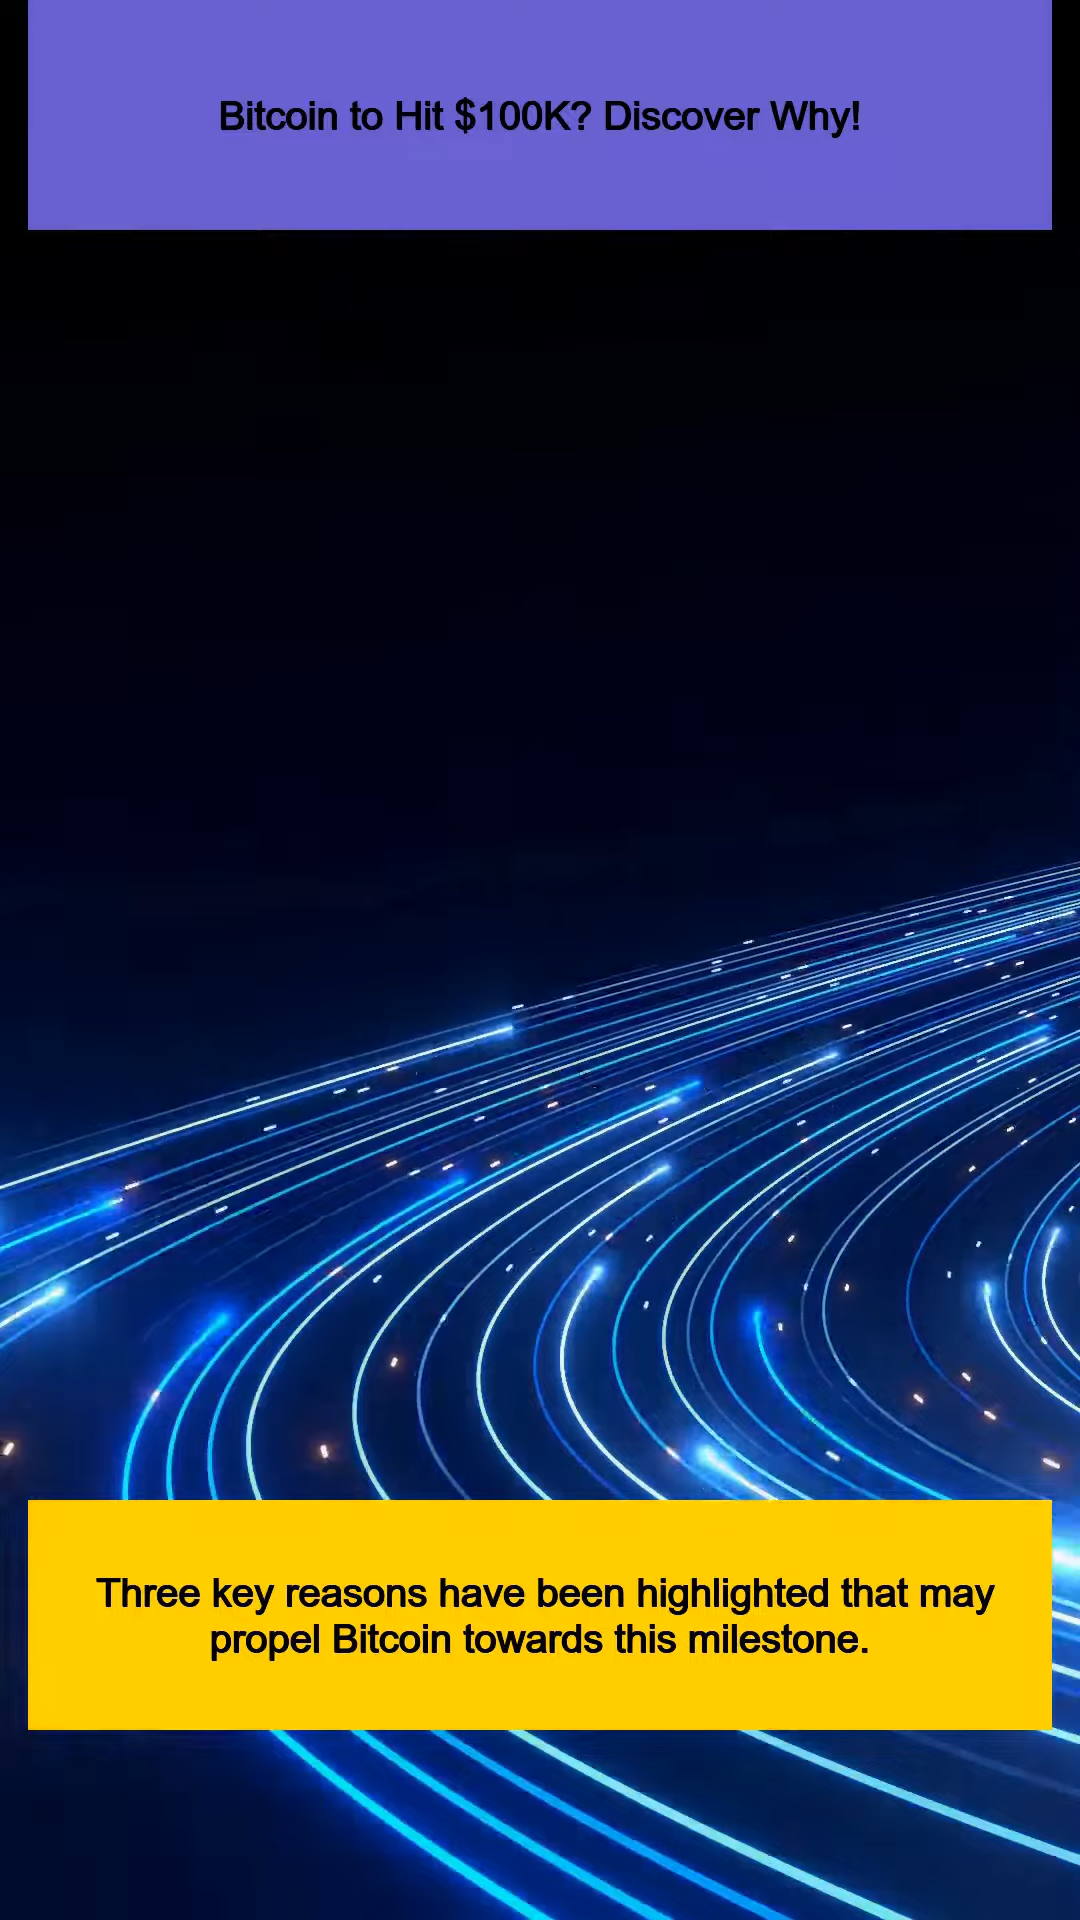 Bitcoin to Hit $100K? Discover Why!
Three key reasons have been highlighted that may
propel Bitcoin towards this milestone.